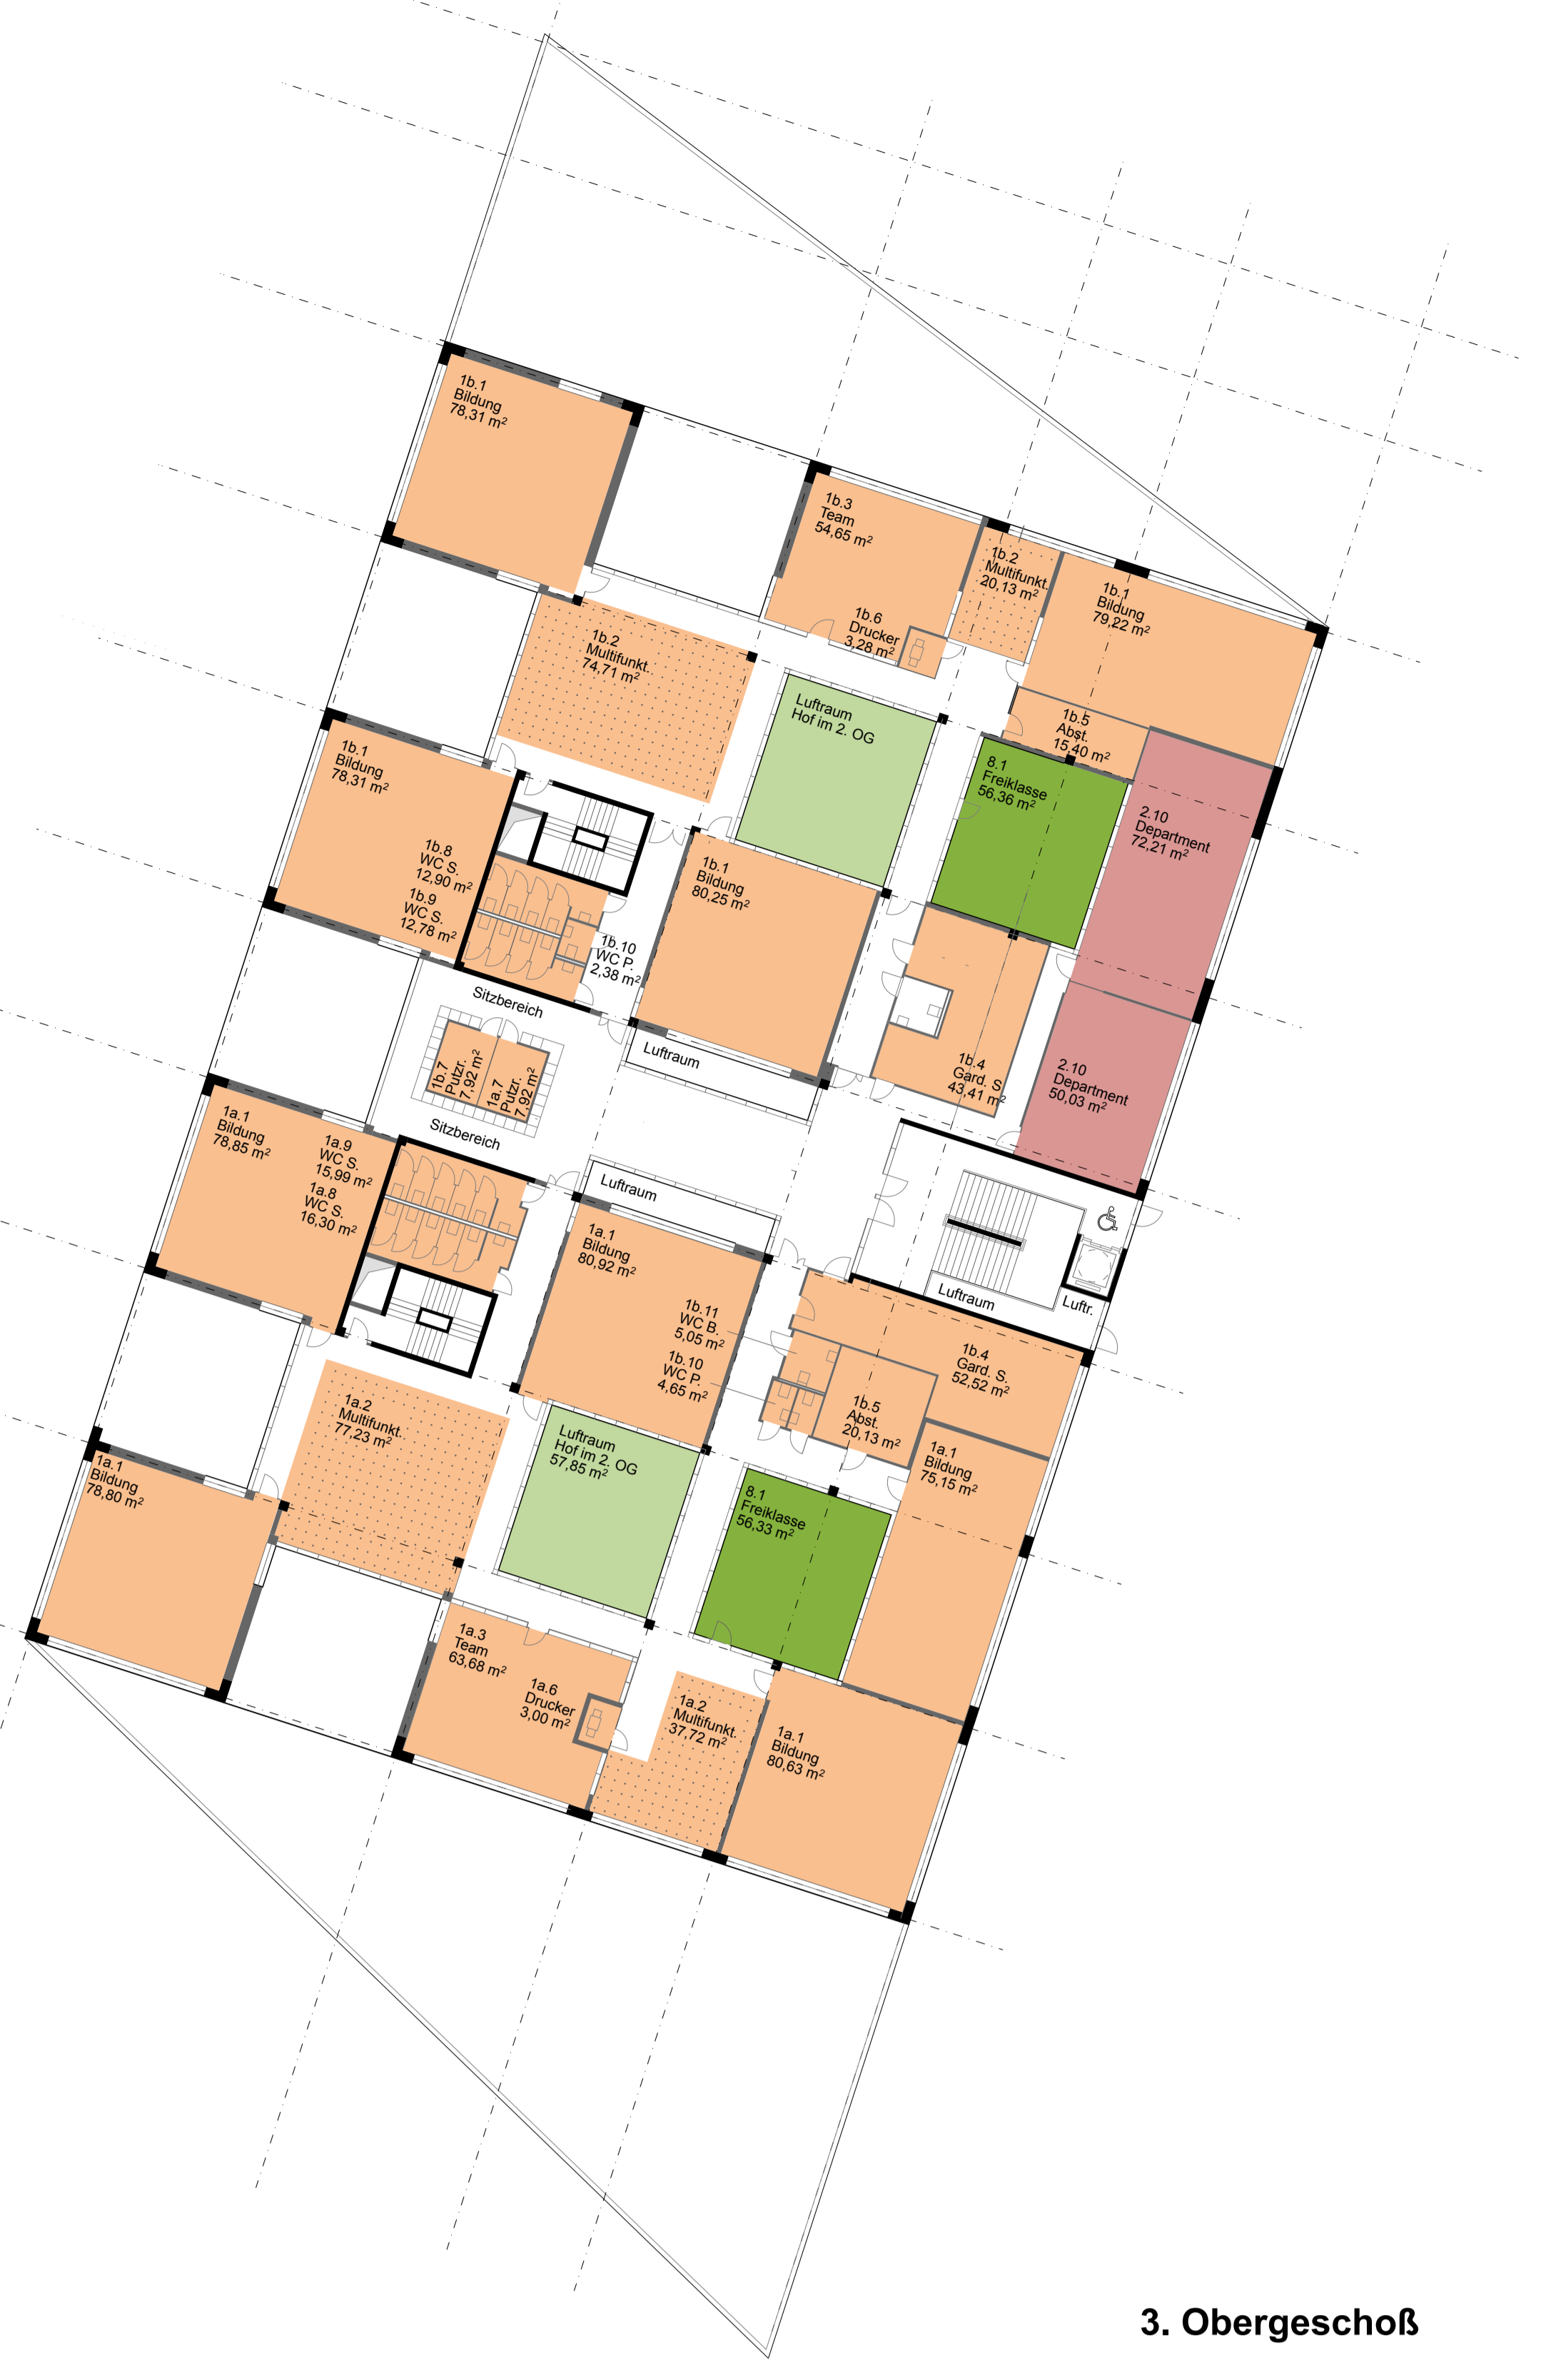 1b.1
Bildung
78,31 m²
1b.3
Team
54,65 m²
1b.2
Multifunkt.
20,13 m²
1b.1
Bildung
79,22 m²
1b.6
Drucker
3,28 m²
1b.2
Multifunkt.
74,71 m²
Luftraum
Hof im 2. OG
1b.5
Abst.
15,40 m²
8.1
Freiklasse
56,36 m²
2.10
Department
72,21 m²
1b.1
Bildung
78,31 m²
1b.8
WC S.
12,90 m²
1b.9
WC S.
12,78 m²
1b.1
Bildung
80,25 m²
1b.10
WC P.
2,38 m²
Sitzbereich
Luftraum
1b.7
Putzr.
7,92 m²
1a.7
Putzr.
7,92 m²
1b.4
Gard. S
43,41 m²
2.10
Department
50,03 m²
Sitzbereich
1a.1
Bildung
78,85 m²
1a.9
WC S.
15,99 m²
1a.8
WC S.
16,30 m²
Luftraum
1a.1
Bildung
80,92 m²
Luftraum
Luftr.
1b.11
WC B.
5,05 m²
1b.10
WC P.
4,65 m²
1b.4
Gard. S.
52,52 m²
1b.5
Abst.
20,13 m²
1a.2
Multifunkt.
77,23 m²
Luftraum
Hof im 2. OG
57,85 m²
1a.1
Bildung
75,15 m²
1a.1
Bildung
78,80 m²
8.1
Freiklasse
56,33 m²
1a.3
Team
63,68 m²
1a.6
Drucker
3,00 m²
1a.2
Multifunkt.
37,72 m²
1a.1
Bildung
80,63 m²
3. Obergeschoß